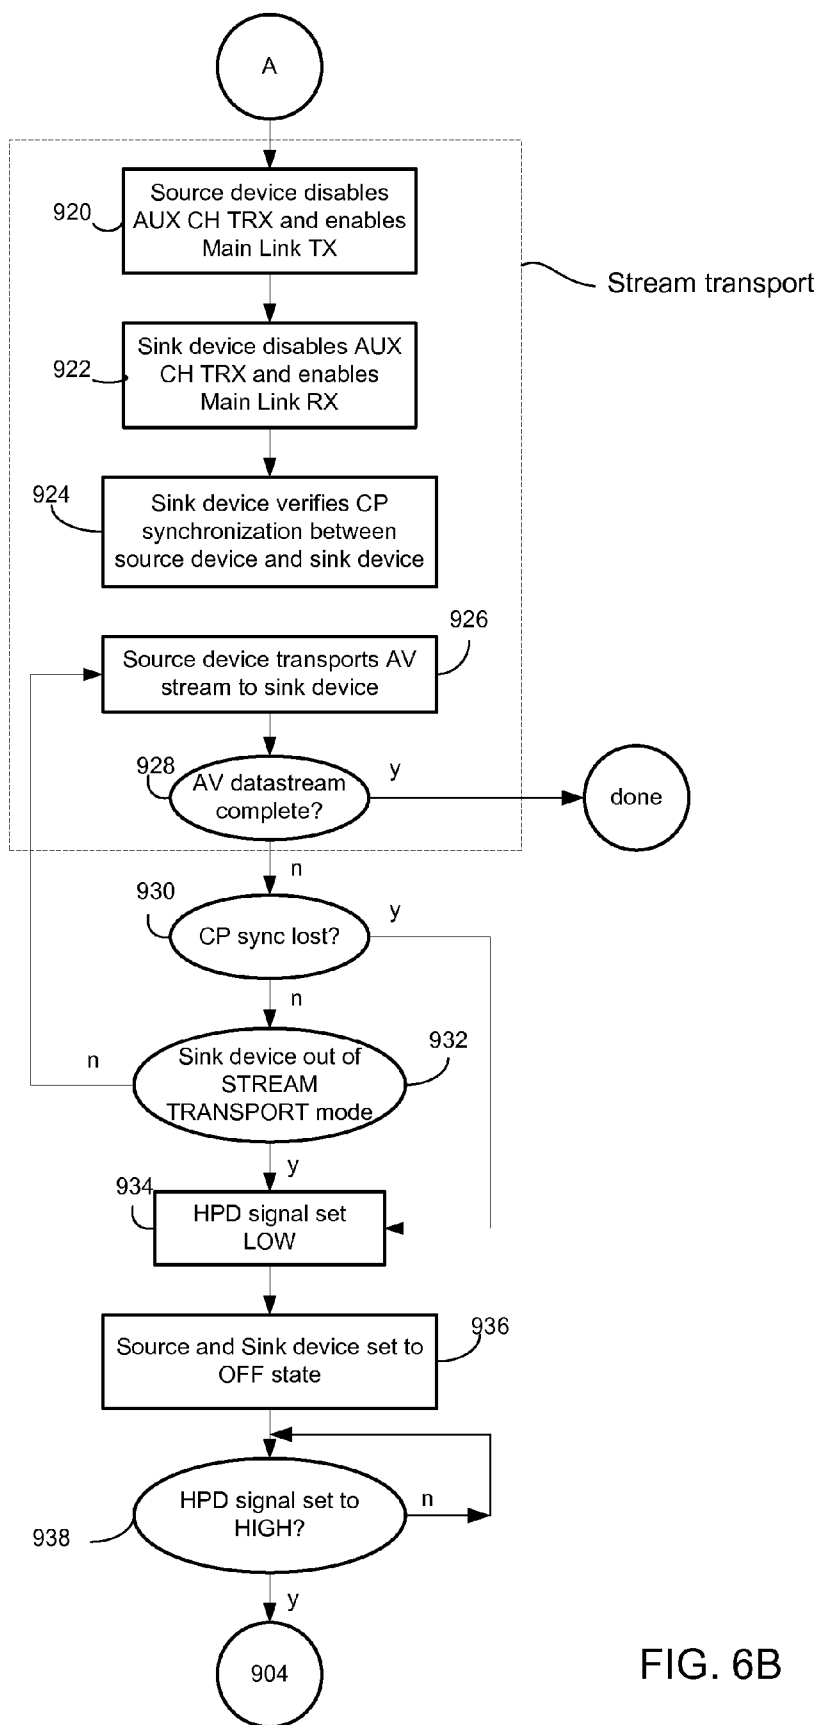 A
920
Source device disables
AUX CH TRX and enables
Main Link TX
Stream transport
922
Sink device disables AUX
CH TRX and enables
Main Link RX
924
Sink device verifies CP
synchronization between
source device and sink device
926
Source device transports AV
stream to sink device
928
AV datastream
complete?
y
done
n
930
CP sync lost?
y
n
932
Sink device out of
STREAM
TRANSPORT mode
n
y
934
HPD signal set
LOW
936
Source and Sink device set to
OFF state
HPD signal set to
HIGH?
n
938
y
904
FIG. 6B